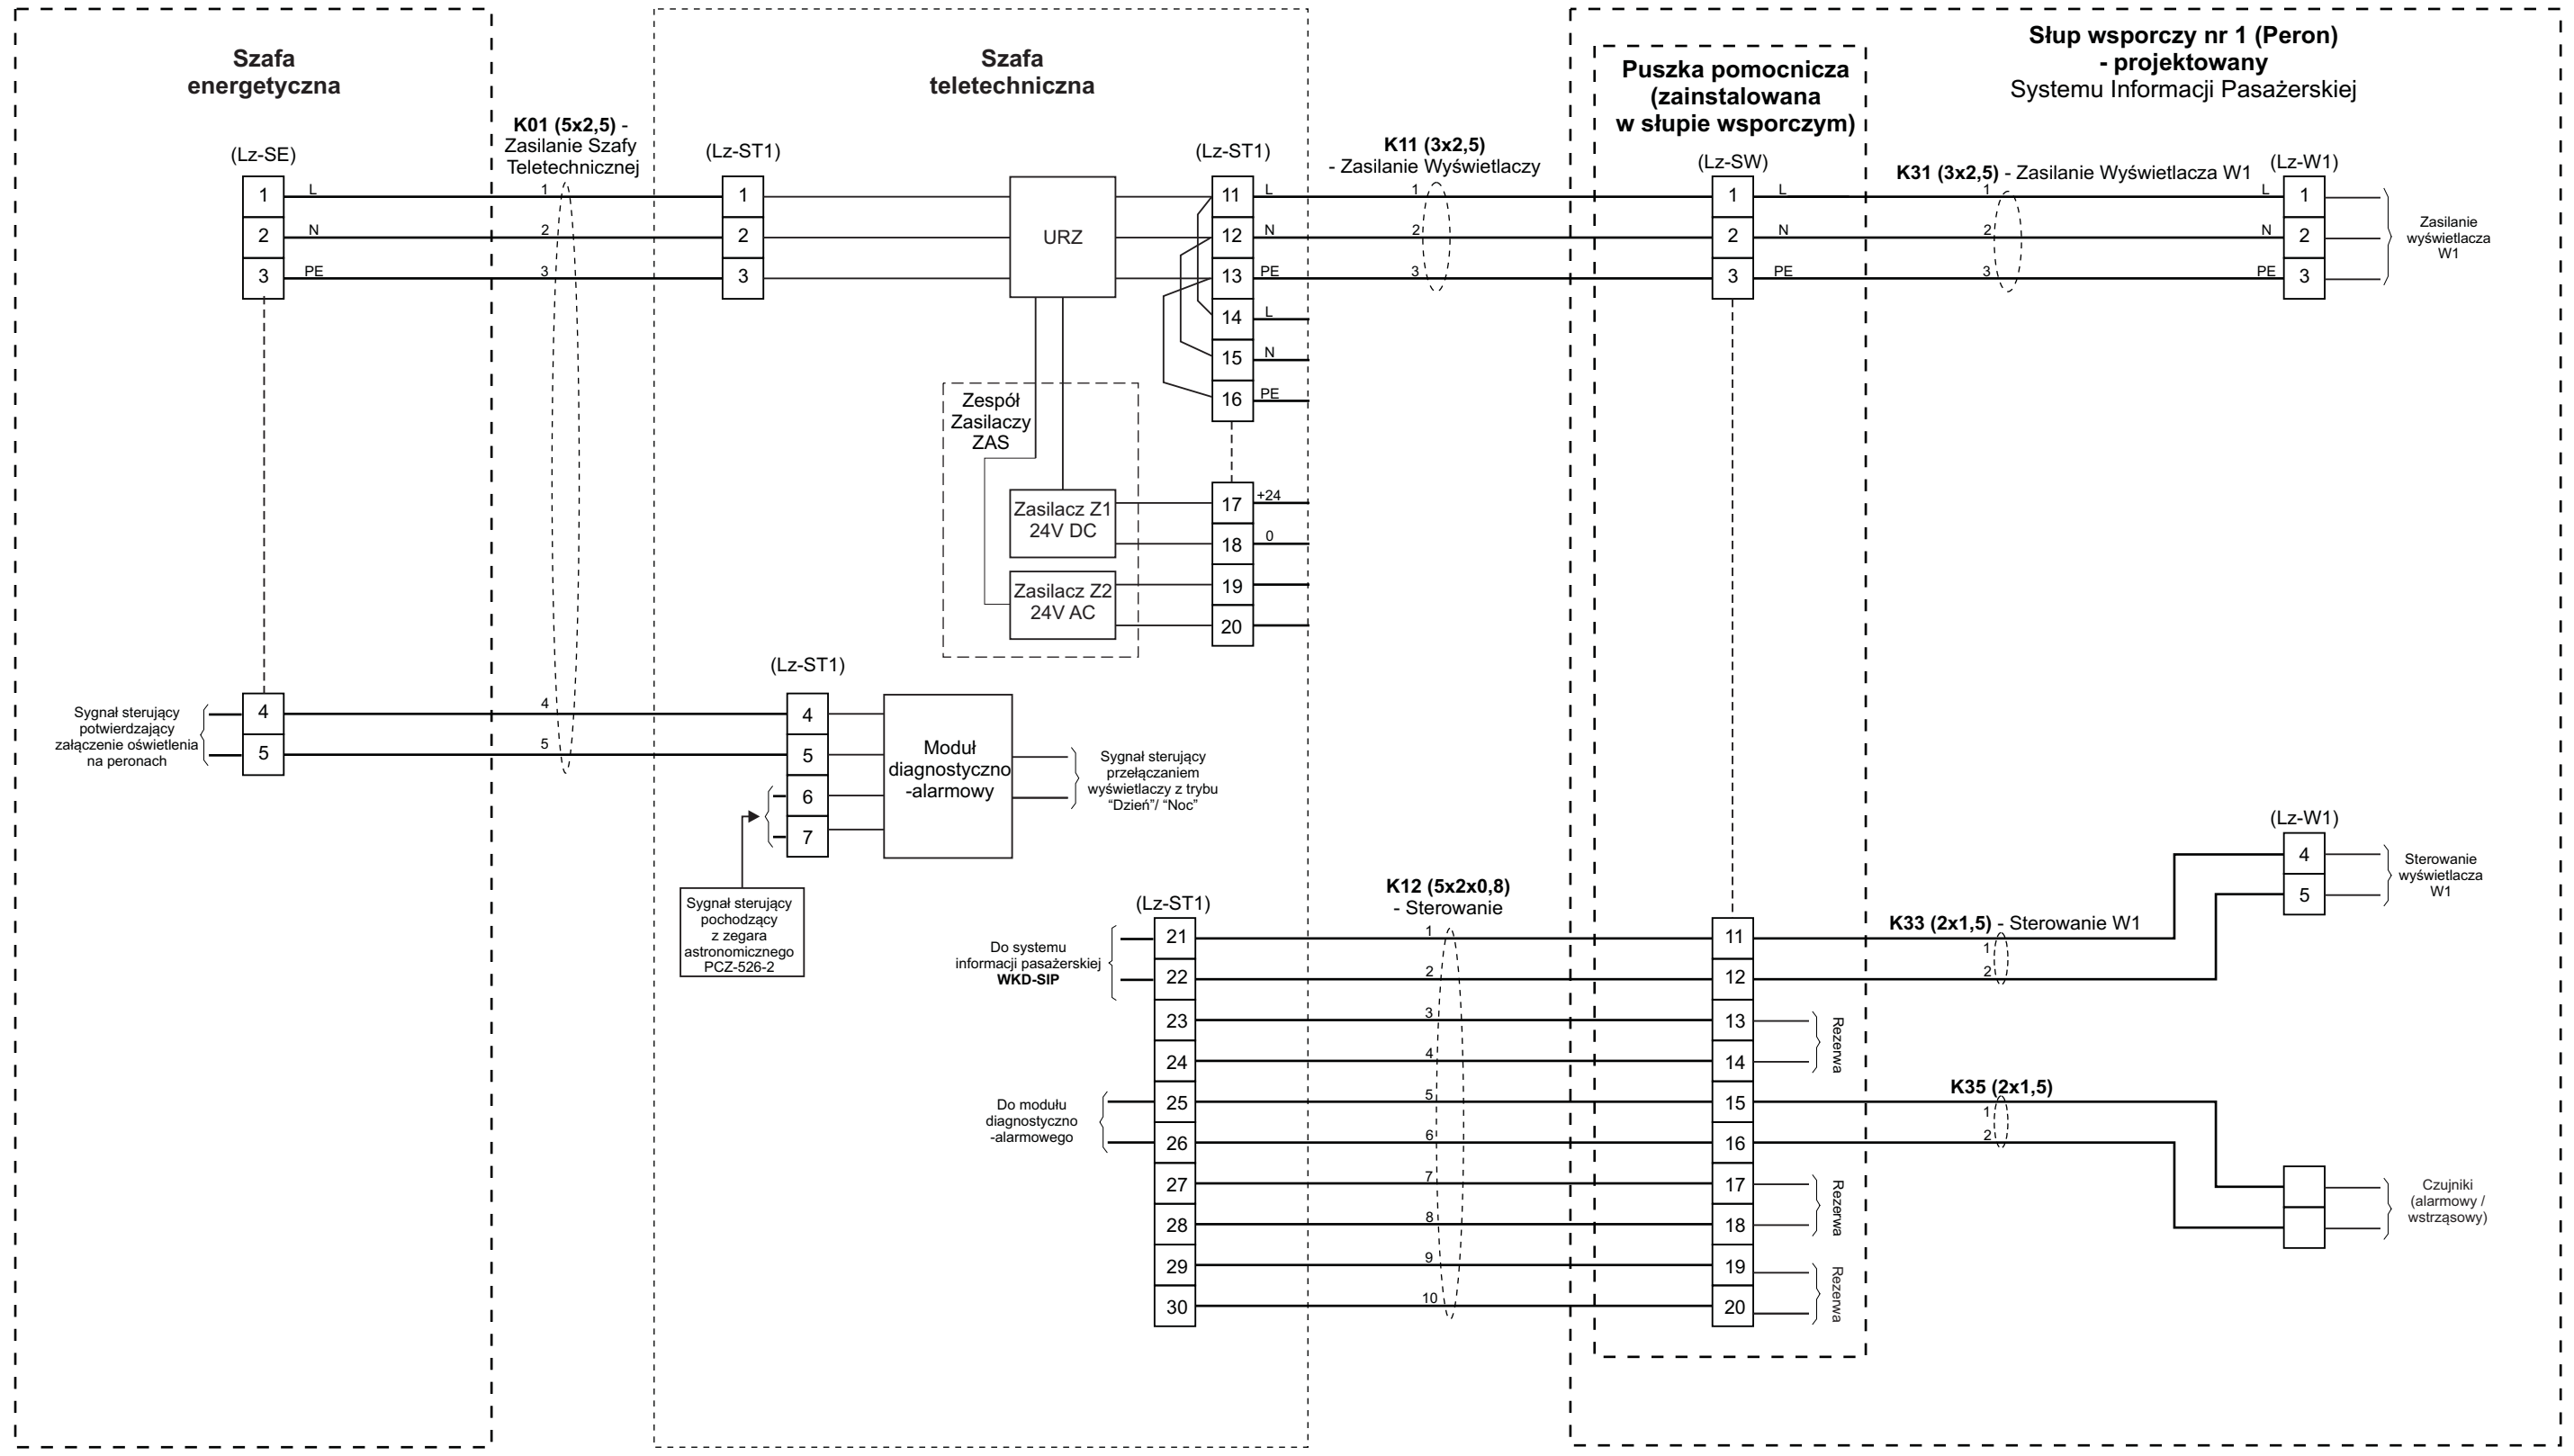 Szafa
energetyczna
(Lz-SE)
1
2
3
L
N
PE
4
5
Sygnał sterujący
potwierdzający
załączenie oświetlenia
na peronach
K01 (5x2,5) -
Zasilanie Szafy
Teletechnicznej
1
2
3
4
5
Szafa
teletechniczna
(Lz-ST1)
1
2
3
URZ
(Lz-ST1)
11
12
13
14
15
16
L
N
PE
L
N
PE
Zespół
Zasilaczy
ZAS
Zasilacz Z1
24V DC
Zasilacz Z2
24V AC
17
18
19
20
+24
0
(Lz-ST1)
4
5
6
7
Moduł
diagnostyczno
-alarmowy
Sygnał sterujący
przełączaniem
wyświetlaczy z trybu
“Dzień”/ “Noc”
Sygnał sterujący
pochodzący
z zegara
astronomicznego
PCZ-526-2
(Lz-ST1)
21
22
23
24
25
26
27
28
29
30
Do systemu
informacji pasażerskiej
WKD-SIP
Do modułu
diagnostyczno
-alarmowego
K11 (3x2,5)
- Zasilanie Wyświetlaczy
1
2
3
K12 (5x2x0,8)
- Sterowanie
1
2
3
4
5
6
7
8
9
10
Słup wsporczy nr 1 (Peron)
- projektowany
Systemu Informacji Pasażerskiej
Puszka pomocnicza
(zainstalowana
w słupie wsporczym)
(Lz-SW)
1
2
3
L
N
PE
11
12
13
14
15
16
17
18
19
20
Rezerwa
Rezerwa
Rezerwa
K31 (3x2,5) - Zasilanie Wyświetlacza W1
1
2
3
L
N
PE
(Lz-W1)
1
2
3
Zasilanie
wyświetlacza
W1
K33 (2x1,5) - Sterowanie W1
1
2
(Lz-W1)
4
5
Sterowanie
wyświetlacza
W1
K35 (2x1,5)
1
2
Czujniki
(alarmowy /
wstrząsowy)